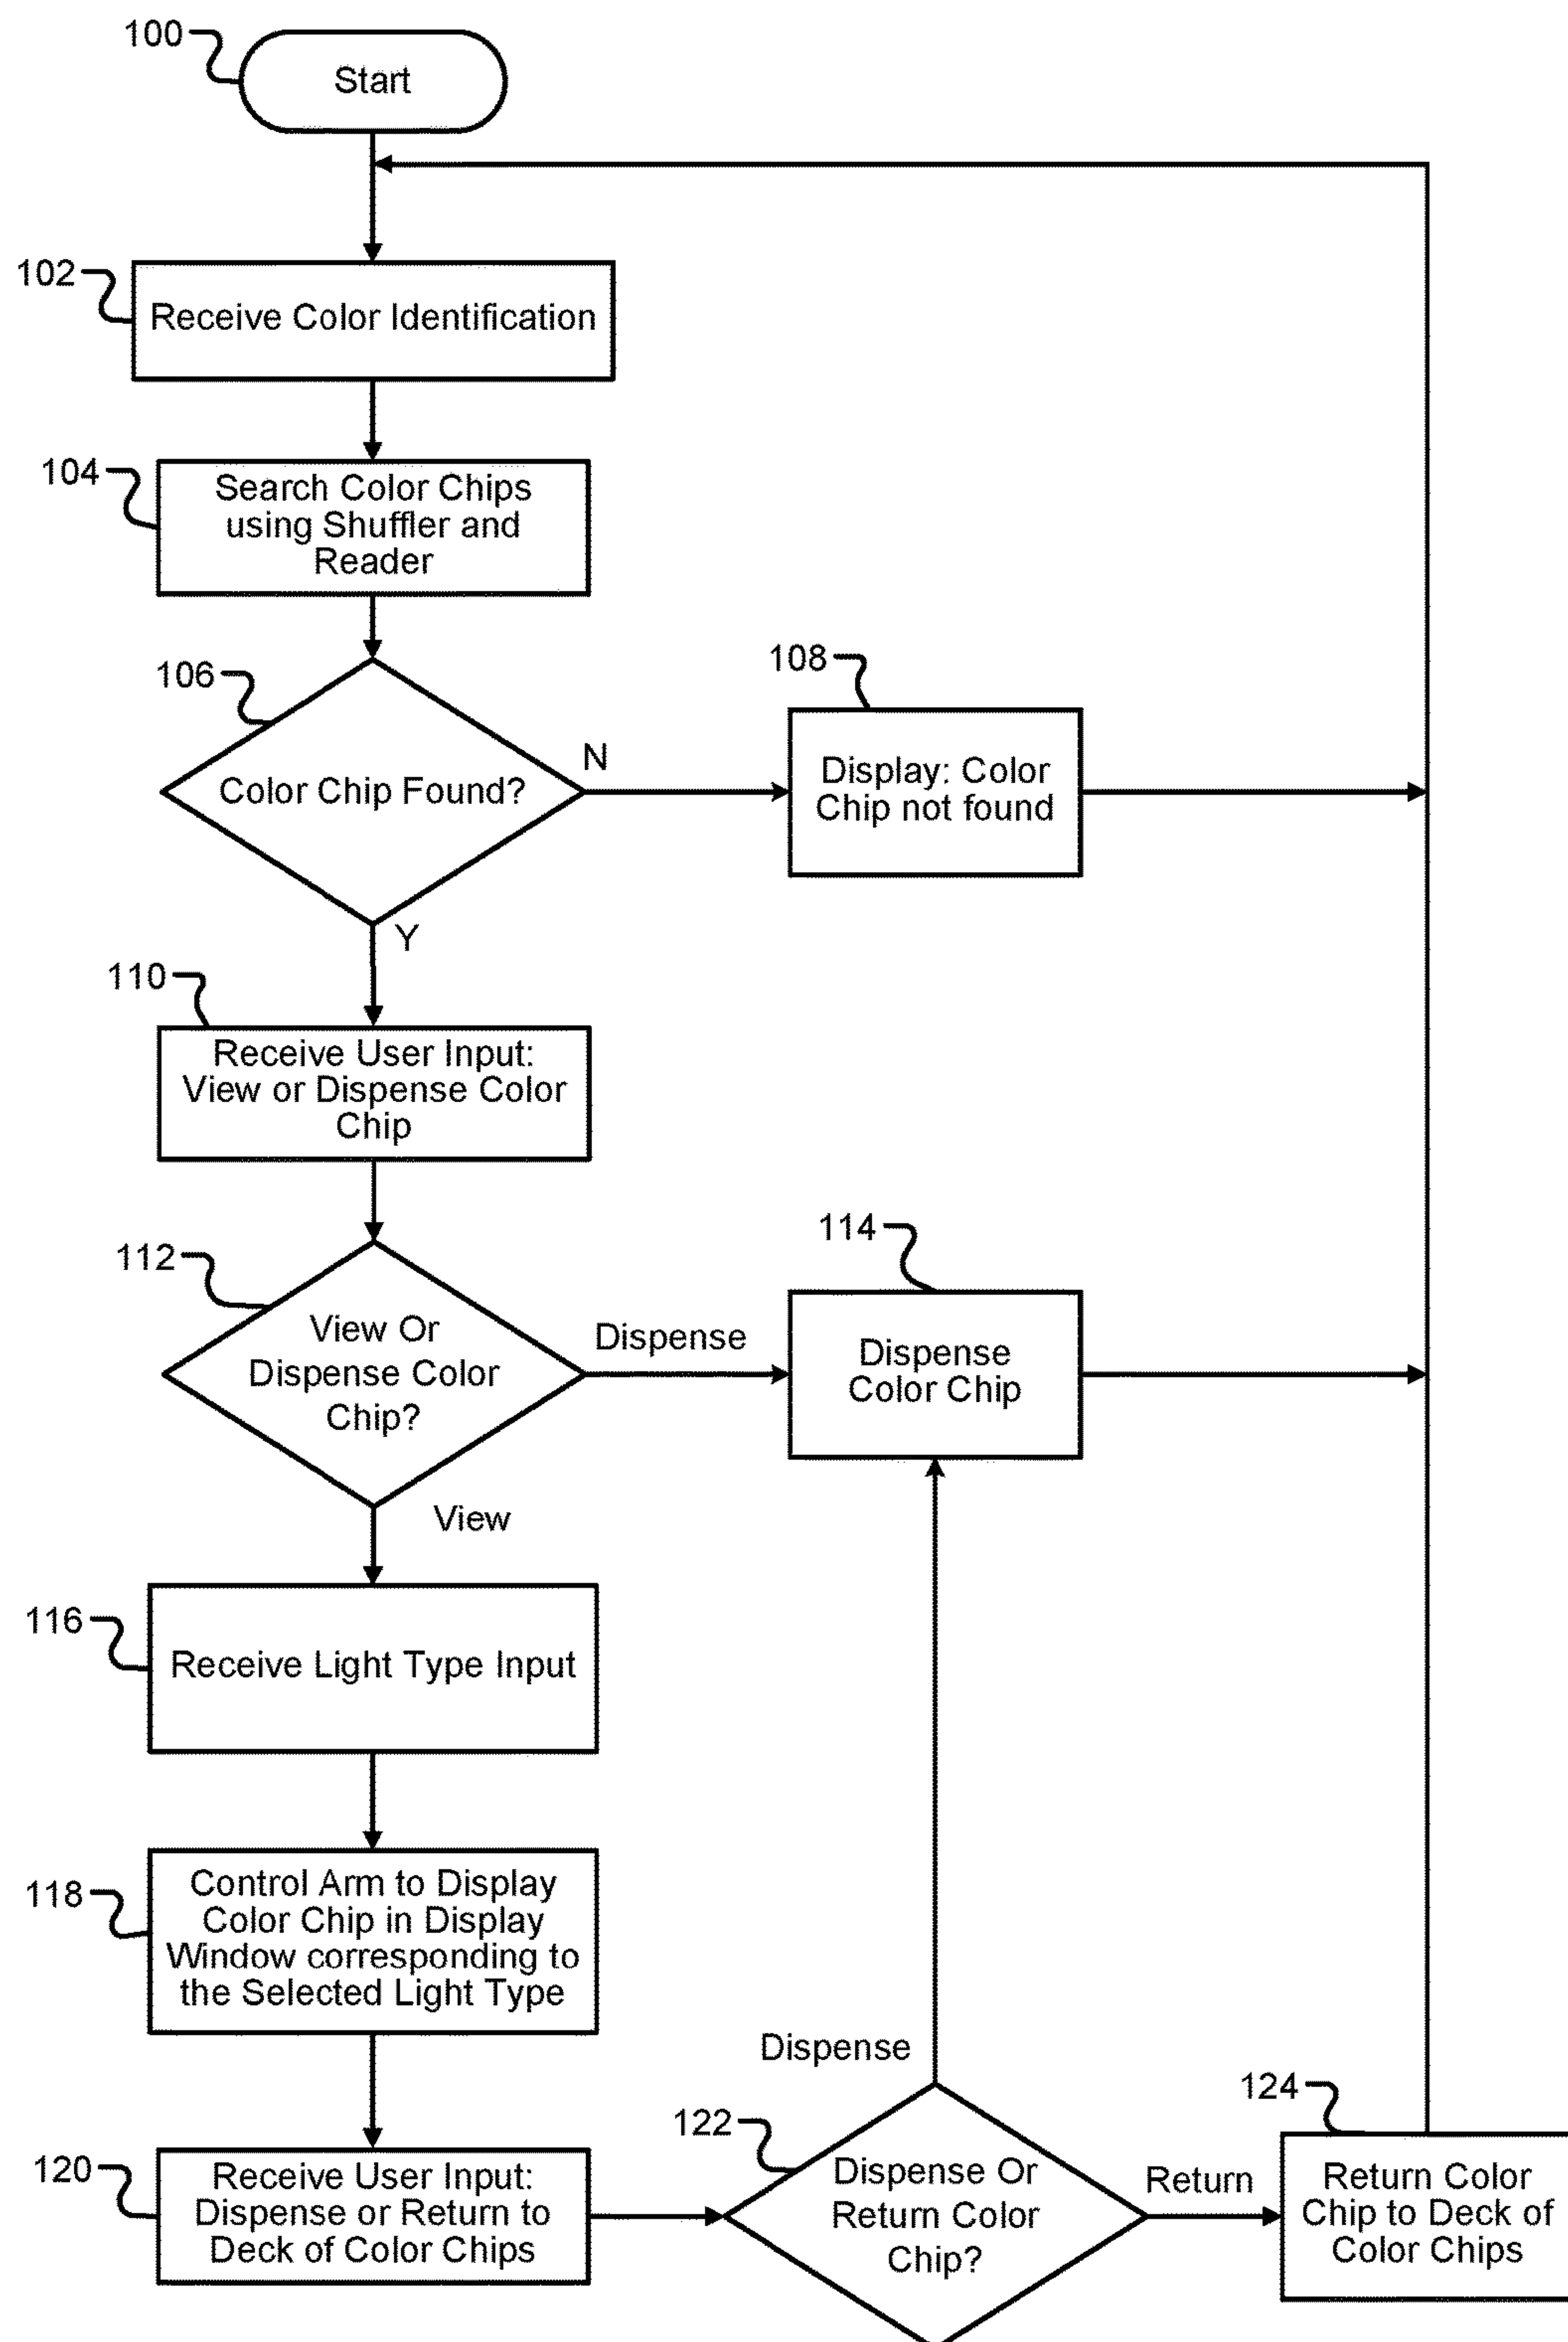 100
Start
102
Receive Color Identification
104
Search Color Chips
using Shuffler and
Reader
106
Color Chip Found?
N
108
Display: Color
Chip not found
Y
110
Receive User Input:
View or Dispense Color
Chip
112
View Or
Dispense Color
Chip?
Dispense
114
Dispense
Color Chip
View
116
Receive Light Type Input
118
Control Arm to Display
Color Chip in Display
Window corresponding to
the Selected Light Type
120
Receive User Input:
Dispense or Return to
Deck of Color Chips
Dispense
122
Dispense Or
Return Color
Chip?
Return
124
Return Color
Chip to Deck of
Color Chips